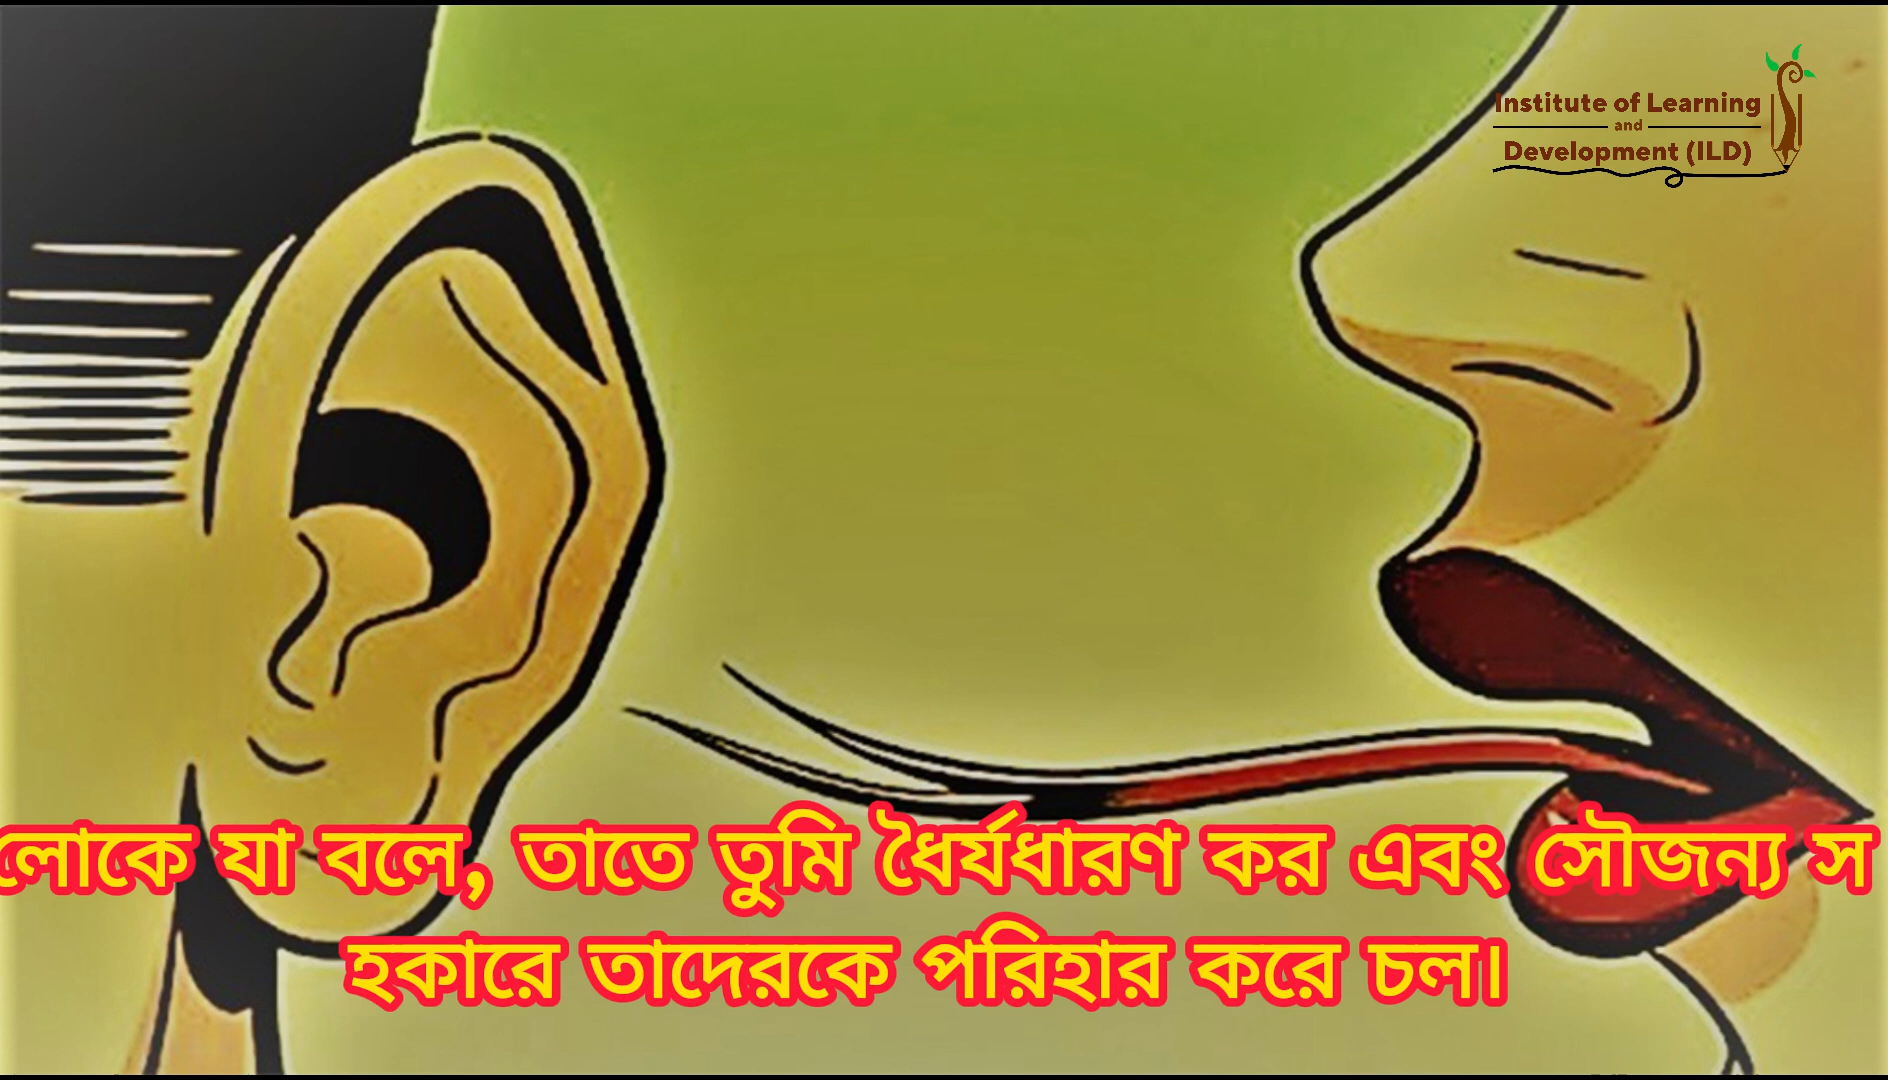 Institute of Learning
and
Development (ILD)
লোকে যা বলে, তাতে তুমি ধৈর্যধারণ কর এবং সৌজন্য স
হকারে তাদেরকে পরিহার করে চল।